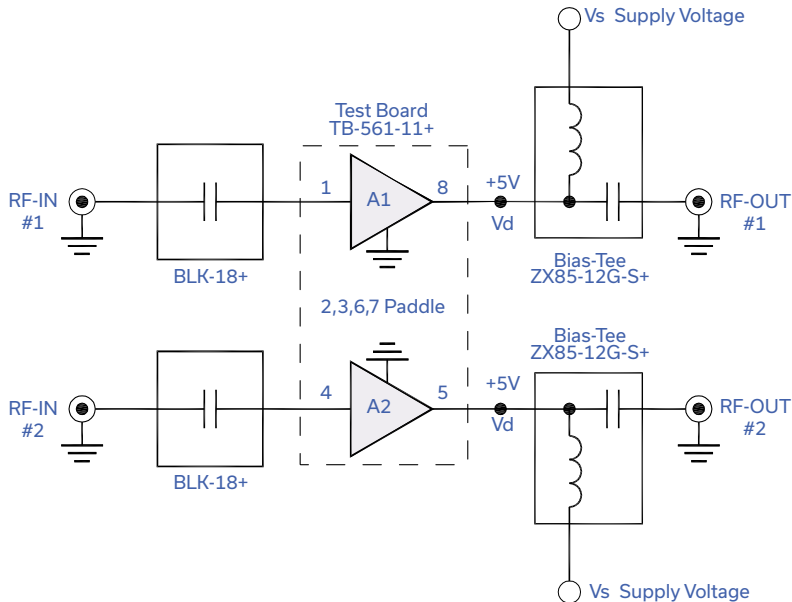 Vs Supply Voltage
Test Board
TB-561-11+
RF-IN
#1
1
A1
8
+5V
Vd
RF-OUT
#1
BLK-18+
Bias-Tee
ZX85-12G-S+
2,3,6,7 Paddle
Bias-Tee
ZX85-12G-S+
RF-IN
#2
4
A2
5
+5V
Vd
RF-OUT
#2
BLK-18+
Vs Supply Voltage